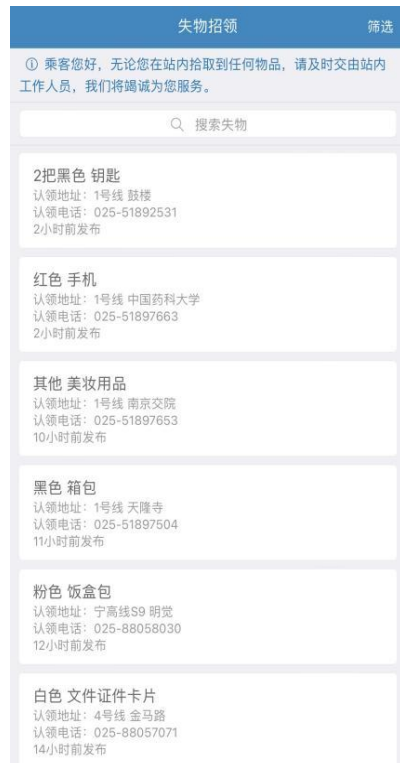 失物招领
筛选
ⓘ 乘客您好，无论您在站内拾取到任何物品，请及时交由站内
工作人员，我们将竭诚为您服务。
搜索失物
2把黑色 钥匙
认领地址：1号线 鼓楼
认领电话：025-51892531
2小时前发布
红色 手机
认领地址：1号线 中国药科大学
认领电话：025-51897663
2小时前发布
其他 美妆用品
认领地址：1号线 南京交院
认领电话：025-51897653
10小时前发布
黑色 箱包
认领地址：1号线 天隆寺
认领电话：025-51897504
11小时前发布
粉色 饭盒包
认领地址：宁高线S9 明觉
认领电话：025-88058030
12小时前发布
白色 文件证件卡片
认领地址：4号线 金马路
认领电话：025-88057071
14小时前发布